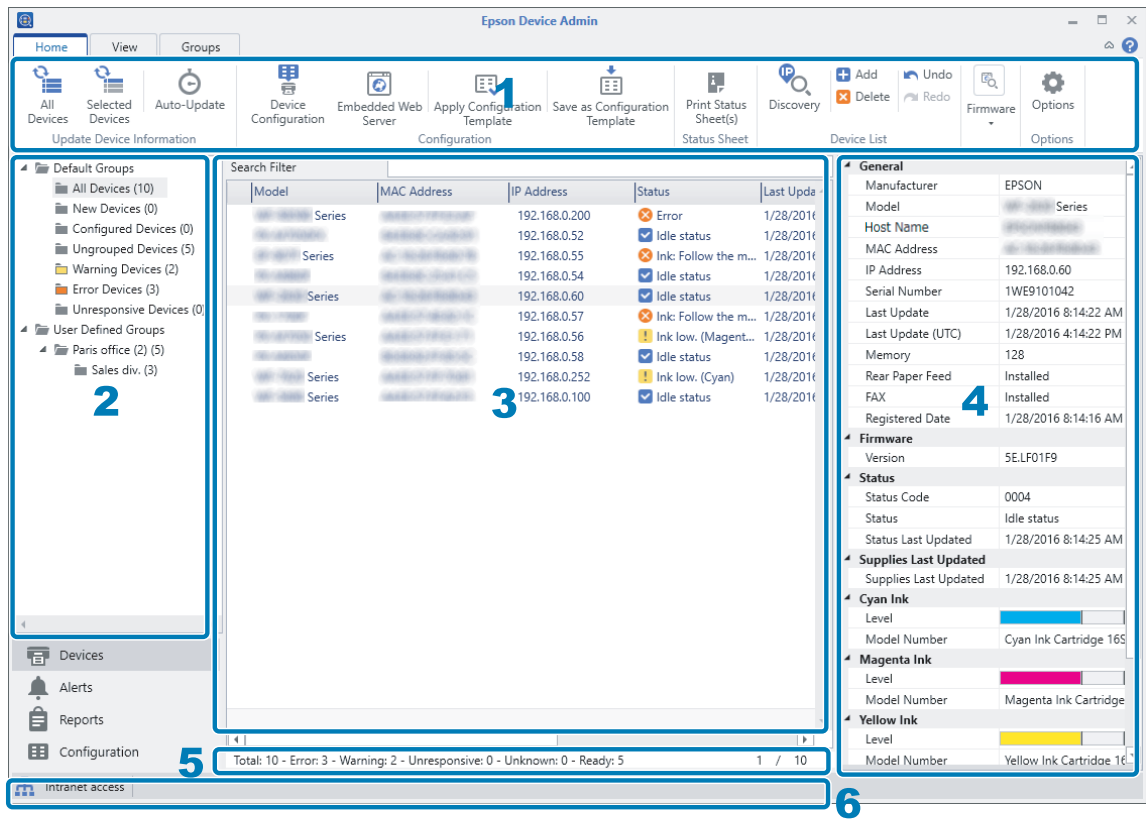 Epson Device Admin
Home View Groups
All Devices
Selected Devices
Auto-Update
Update Device Information
Device Configuration
Embedded Web Server
Apply Configuration Template
Save as Configuration Template
Configuration
Print Status Sheet(s)
Status Sheet
Discovery
Add
Delete
Undo
Redo
Device List
Firmware
Options
Options
1
Default Groups
All Devices (10)
New Devices (0)
Configured Devices (0)
Ungrouped Devices (5)
Warning Devices (2)
Error Devices (3)
Unresponsive Devices (0)
User Defined Groups
Paris office (2) (5)
Sales div. (3)
2
Devices
Alerts
Reports
Configuration
Search Filter
Model MAC Address IP Address Status Last Upda
Series 192.168.0.200 Error 1/28/2016
192.168.0.52 Idle status 1/28/2016
Series 192.168.0.55 Ink: Follow the m... 1/28/2016
192.168.0.54 Idle status 1/28/2016
Series 192.168.0.60 Idle status 1/28/2016
192.168.0.57 Ink: Follow the m... 1/28/2016
Series 192.168.0.56 Ink low. (Magent... 1/28/2016
192.168.0.58 Idle status 1/28/2016
Series 192.168.0.252 Ink low. (Cyan) 1/28/2016
Series 192.168.0.100 Idle status 1/28/2016
3
General
Manufacturer EPSON
Model Series
Host Name
MAC Address
IP Address 192.168.0.60
Serial Number 1WE9101042
Last Update 1/28/2016 8:14:22 AM
Last Update (UTC) 1/28/2016 4:14:22 PM
Memory 128
Rear Paper Feed Installed
FAX Installed
Registered Date 1/28/2016 8:14:16 AM
4
Firmware
Version 5E.LF01F9
Status
Status Code 0004
Status Idle status
Status Last Updated 1/28/2016 8:14:25 AM
Supplies Last Updated
Supplies Last Updated 1/28/2016 8:14:25 AM
Cyan Ink
Level
Model Number Cyan Ink Cartridge 16S
Magenta Ink
Level
Model Number Magenta Ink Cartridge
Yellow Ink
Level
Model Number Yellow Ink Cartridge 16
5
Total: 10 - Error: 3 - Warning: 2 - Unresponsive: 0 - Unknown: 0 - Ready: 5 1 / 10
Intranet access
6